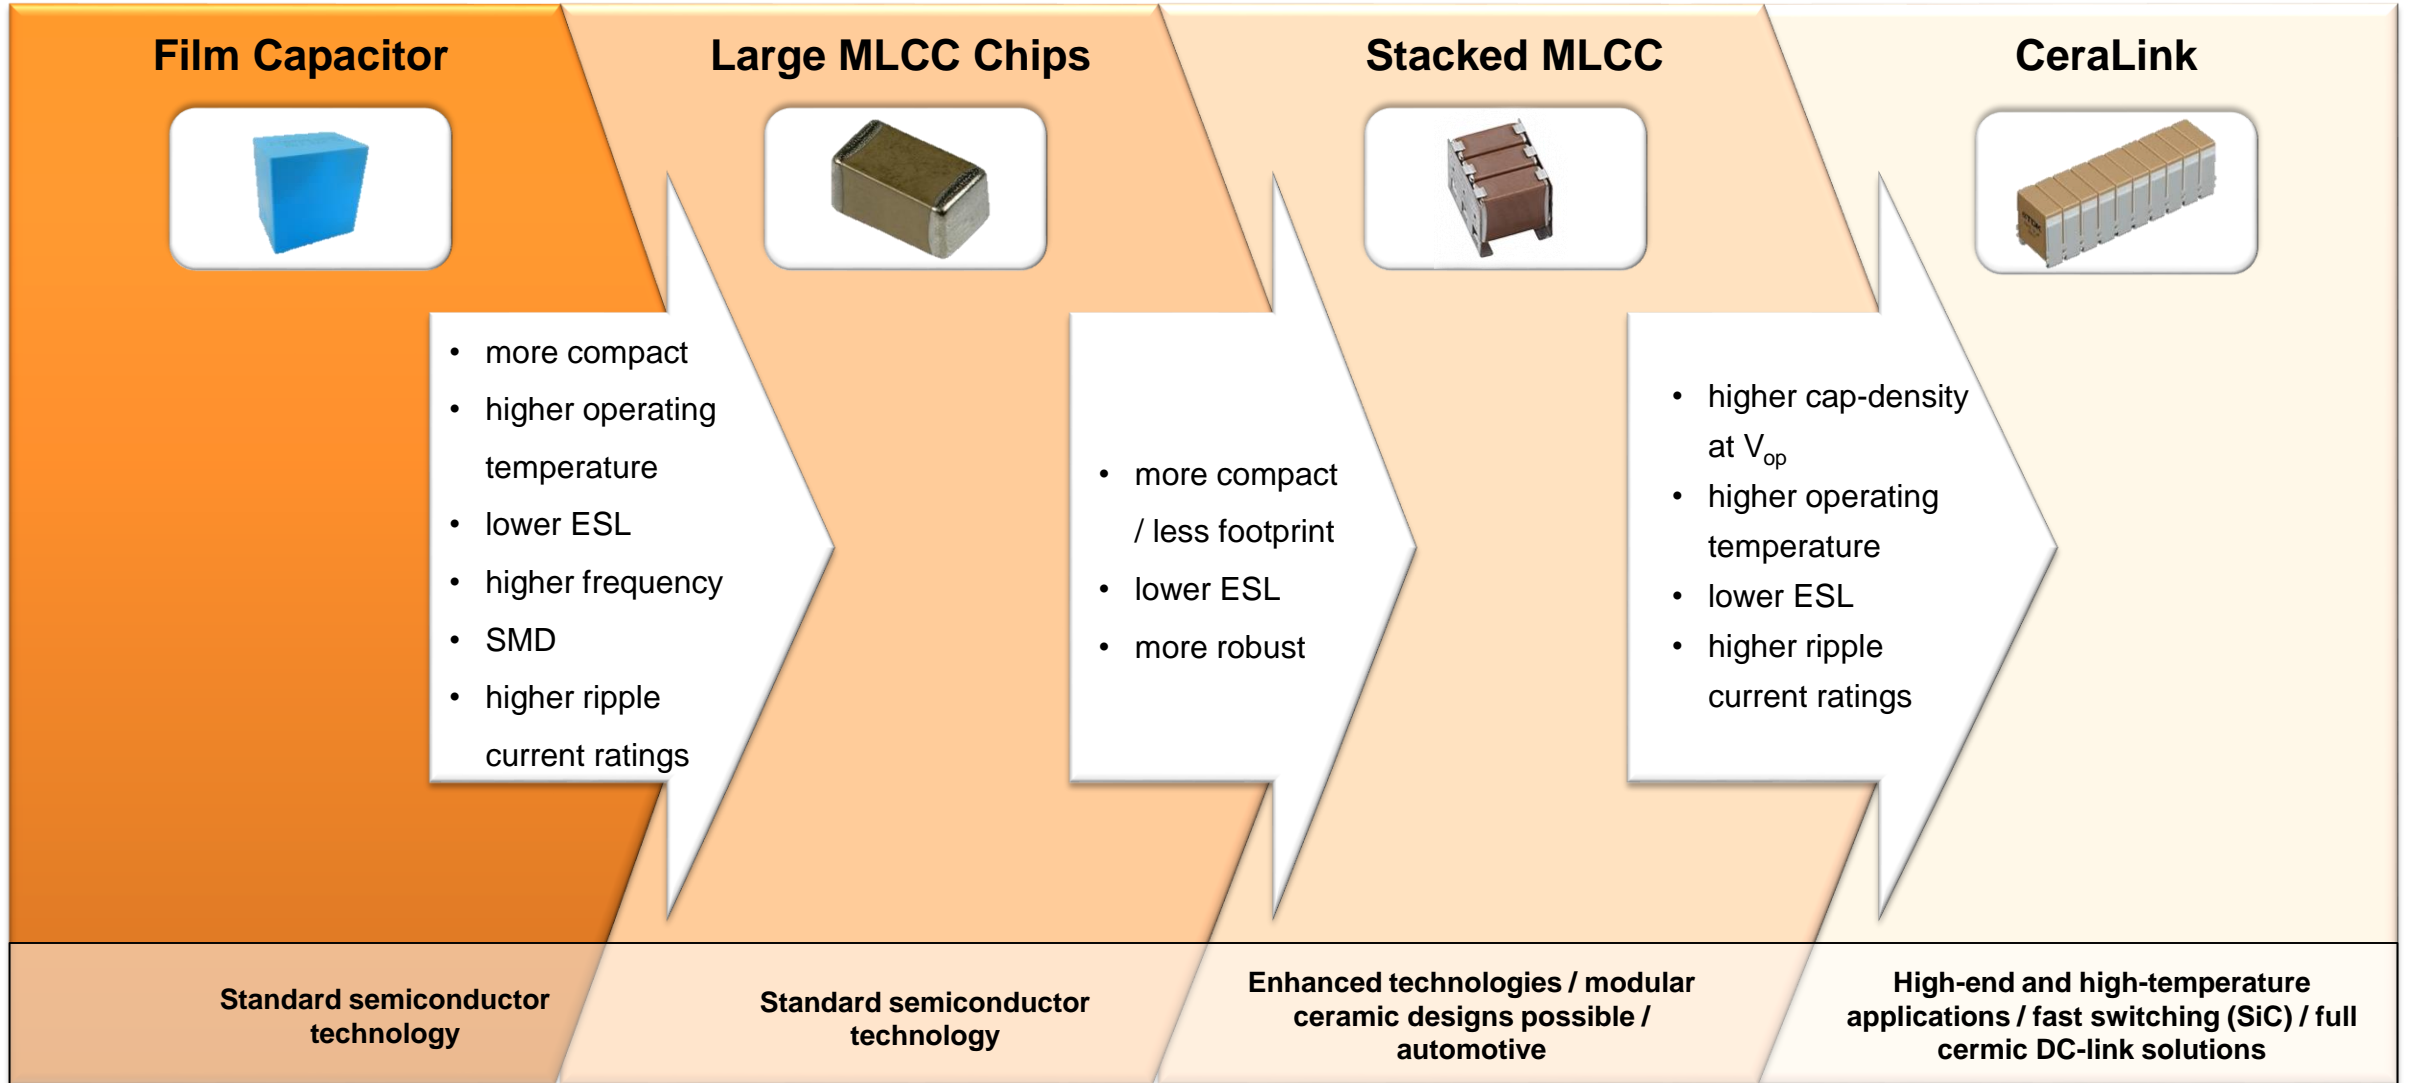 Film Capacitor
Large MLCC Chips
Stacked MLCC
CeraLink
• more compact
• higher operating
temperature
• lower ESL
• higher frequency
• SMD
• higher ripple
current ratings
• more compact
/ less footprint
• lower ESL
• more robust
• higher cap-density
at Vop
• higher operating
temperature
• lower ESL
• higher ripple
current ratings
Standard semiconductor
technology
Standard semiconductor
technology
Enhanced technologies / modular
ceramic designs possible /
automotive
High-end and high-temperature
applications / fast switching (SiC) / full
cermic DC-link solutions